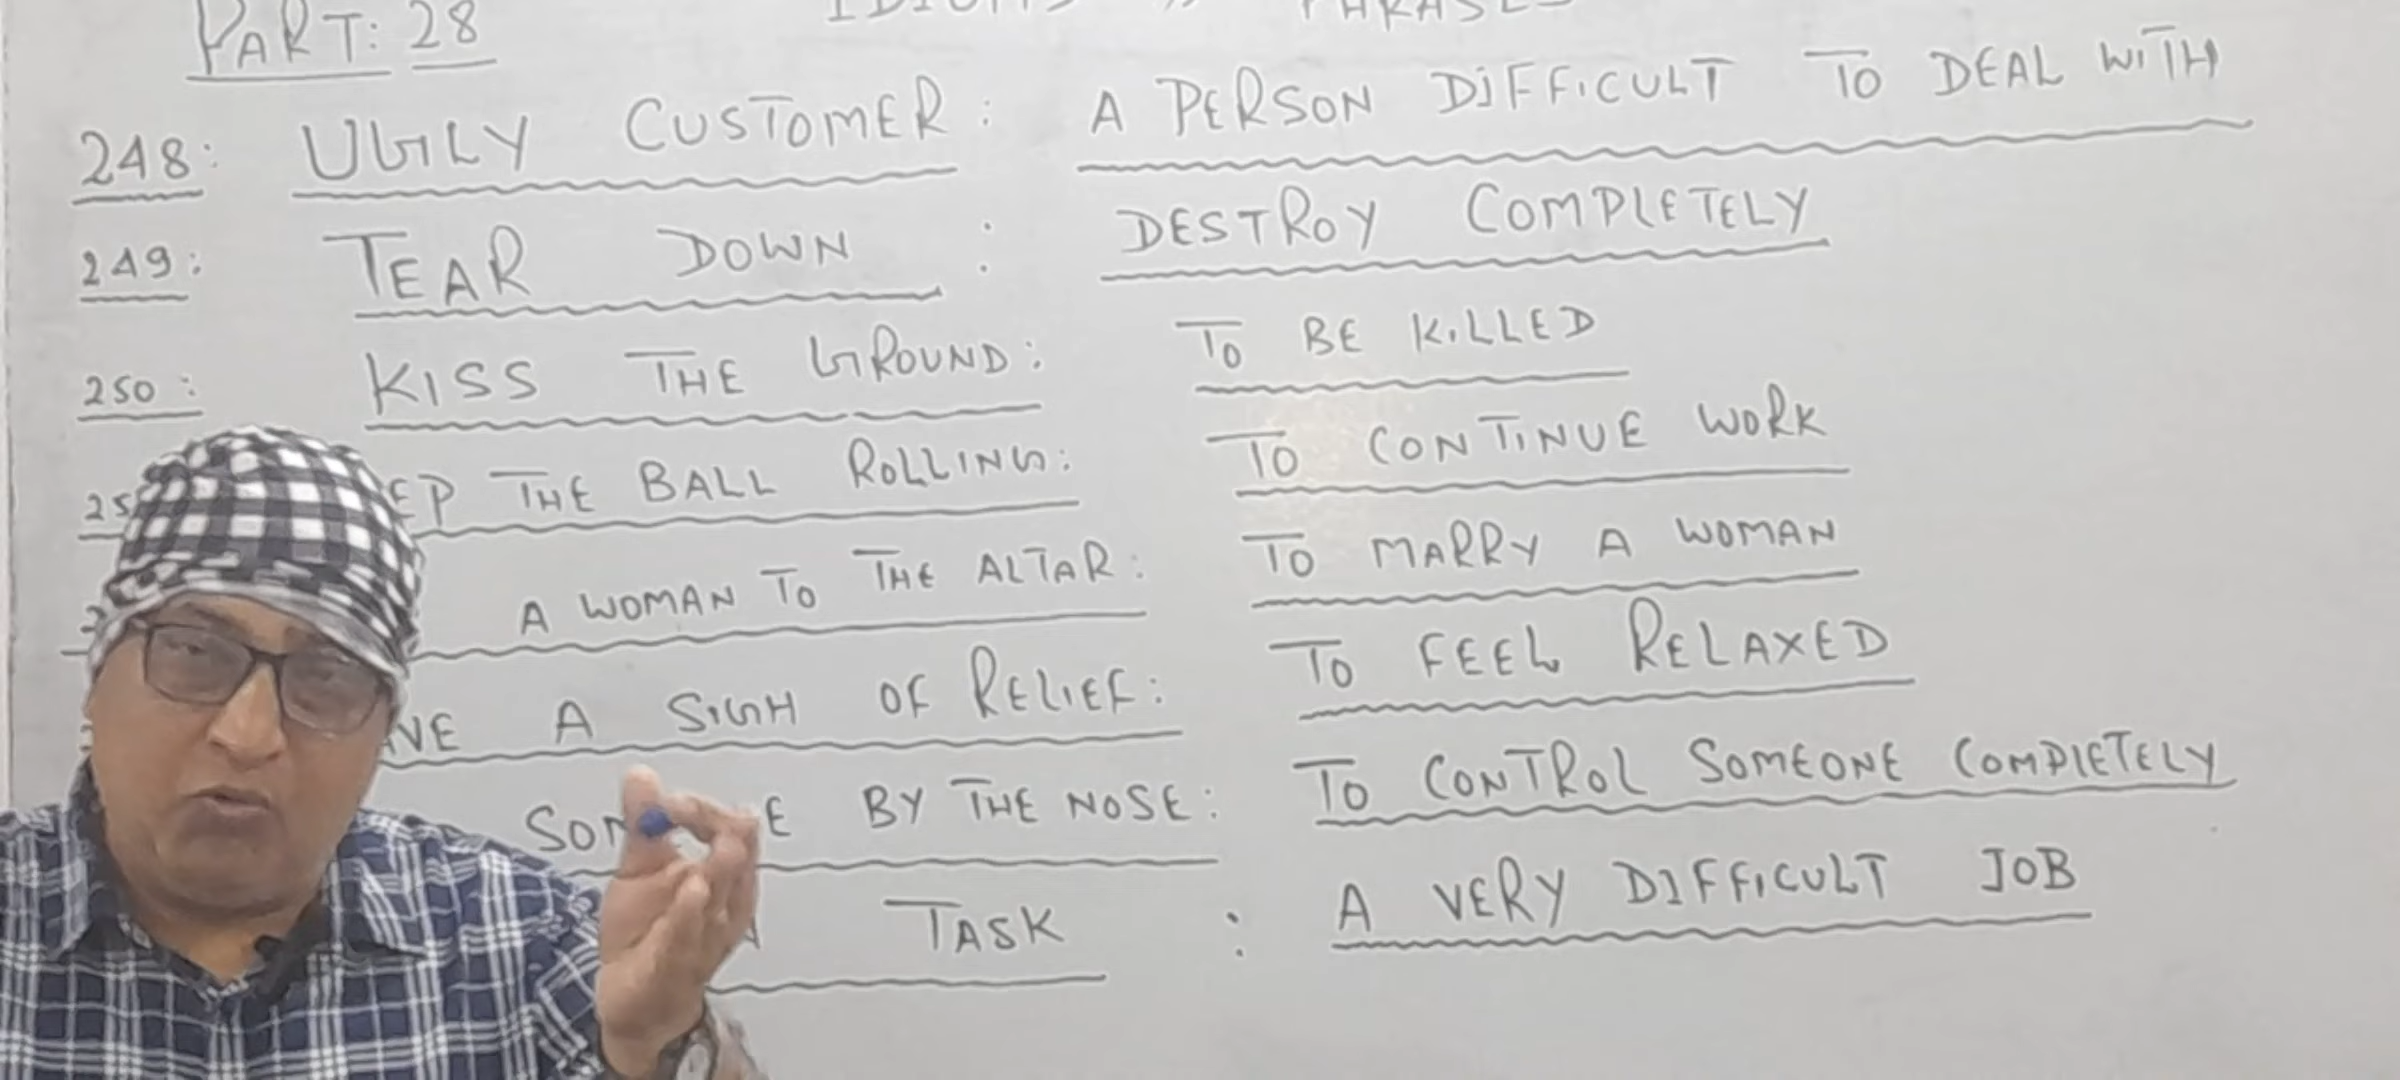 PART: 28 IDIOMS " PHRASES
248: UGLY CUSTOMER: A PERSON DIFFICULT TO DEAL WITH
249: TEAR DOWN : DESTROY COMPLETELY
250: KISS THE GROUND: TO BE KILLED
THE BALL ROLLING: TO CONTINUE WORK
A WOMAN TO THE ALTAR: TO MARRY A WOMAN
A SIGH OF RELIEF: TO FEEL RELAXED
BY THE NOSE: TO CONTROL SOMEONE COMPLETELY
TASK : A VERY DIFFICULT JOB